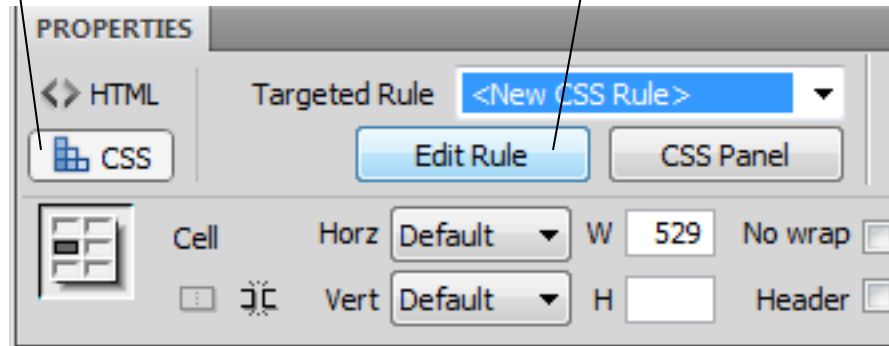 PROPERTIES
<> HTML Targeted Rule <New CSS Rule>
CSS Edit Rule CSS Panel
Cell Horz Default W 529 No wrap
Vert Default H Header